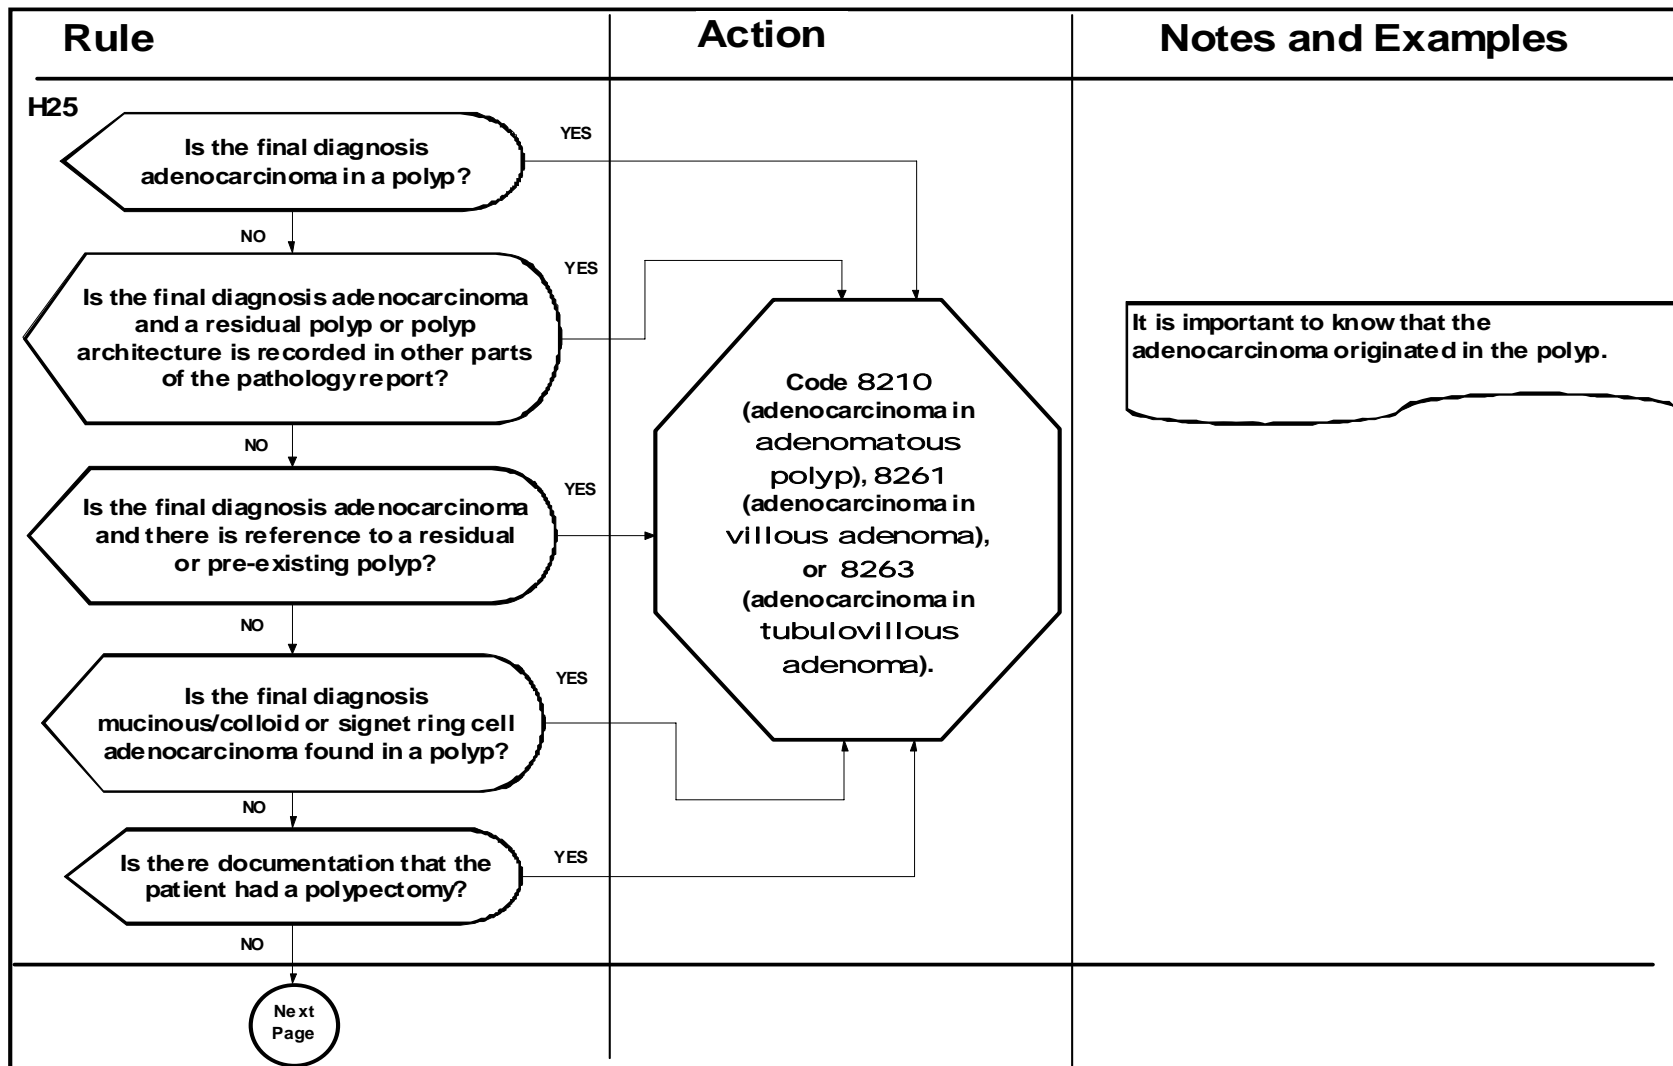 Rule
Action
Notes and Examples
H25
Is the final diagnosis
adenocarcinoma in a polyp?
YES
NO
Is the final diagnosis adenocarcinoma
and a residual polyp or polyp
architecture is recorded in other parts
of the pathology report?
YES
NO
Is the final diagnosis adenocarcinoma
and there is reference to a residual
or pre-existing polyp?
YES
NO
Is the final diagnosis
mucinous/colloid or signet ring cell
adenocarcinoma found in a polyp?
YES
NO
Is there documentation that the
patient had a polypectomy?
YES
NO
Next
Page
Code 8210
(adenocarcinoma in
adenomatous
polyp), 8261
(adenocarcinoma in
villous adenoma),
or 8263
(adenocarcinoma in
tubulovillous
adenoma).
It is important to know that the
adenocarcinoma originated in the polyp.